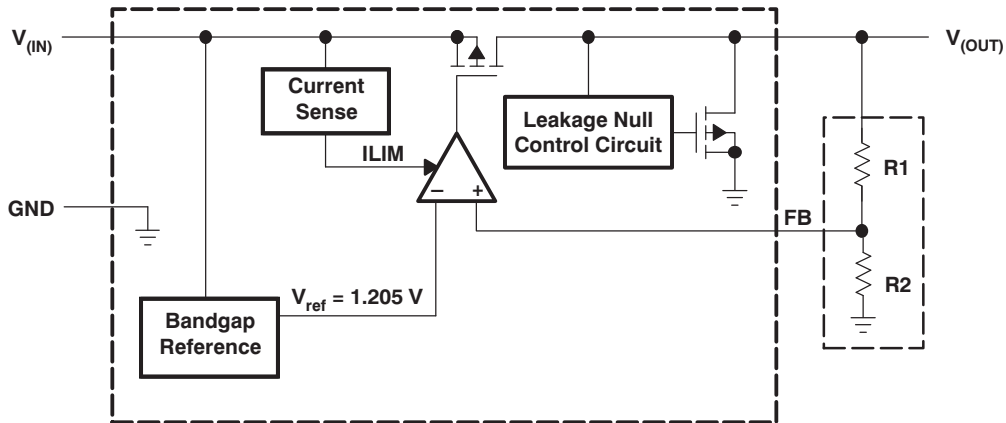 V(IN)
V(OUT)
Current
Sense
Leakage Null
Control Circuit
ILIM
R1
– +
GND
FB
R2
Vref = 1.205 V
Bandgap
Reference